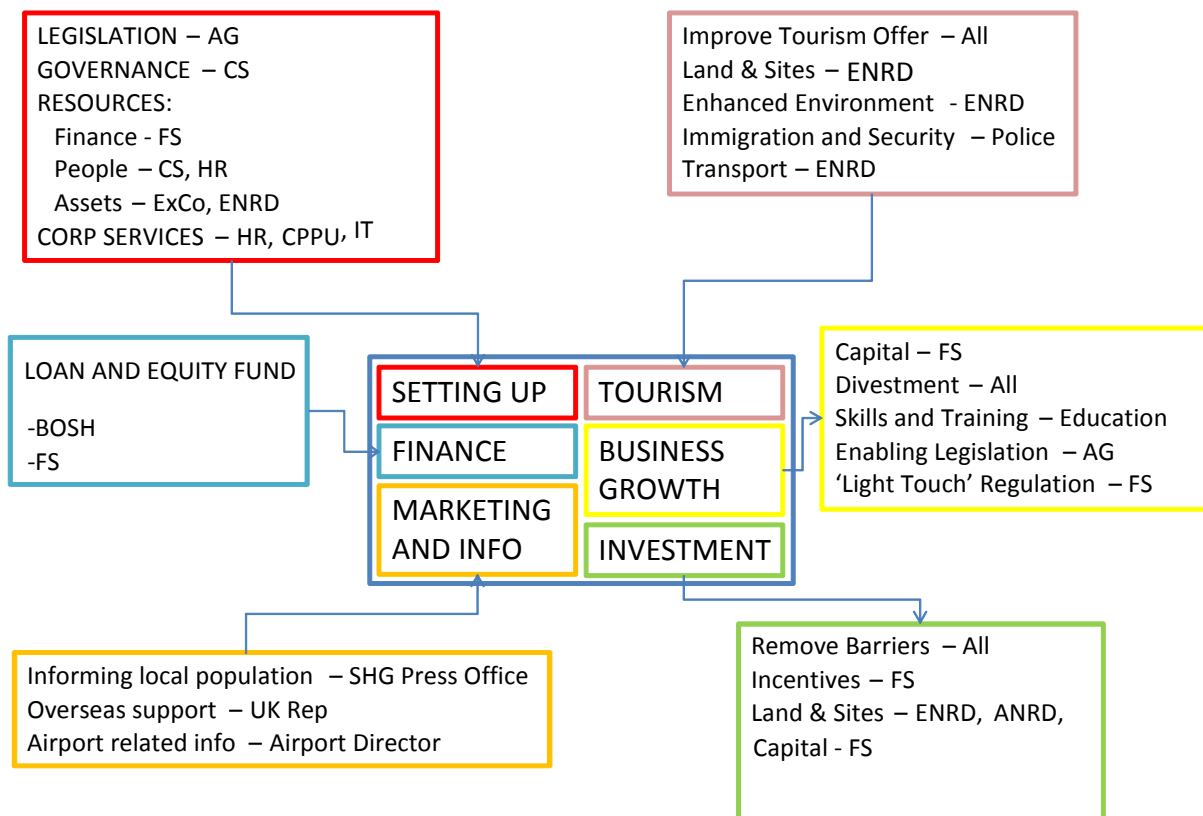 LEGISLATION – AG
GOVERNANCE – CS
RESOURCES:
Finance - FS
People – CS, HR
Assets – ExCo, ENRD
CORP SERVICES – HR, CPPU, IT
Improve Tourism Offer – All
Land & Sites – ENRD
Enhanced Environment - ENRD
Immigration and Security – Police
Transport – ENRD
LOAN AND EQUITY FUND
-BOSH
-FS
SETTING UP
FINANCE
MARKETING
AND INFO
TOURISM
BUSINESS
GROWTH
INVESTMENT
Capital – FS
Divestment – All
Skills and Training – Education
Enabling Legislation – AG
‘Light Touch’ Regulation – FS
Informing local population – SHG Press Office
Overseas support – UK Rep
Airport related info – Airport Director
Remove Barriers – All
Incentives – FS
Land & Sites – ENRD, ANRD,
Capital - FS